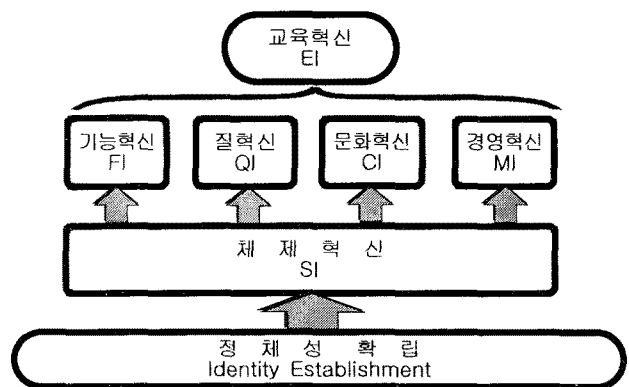 교육혁신
EI
기능혁신
FI
질혁신
QI
문화혁신
CI
경영혁신
MI
체 제 혁 신
SI
정 체 성 확 립
Identity Establishment